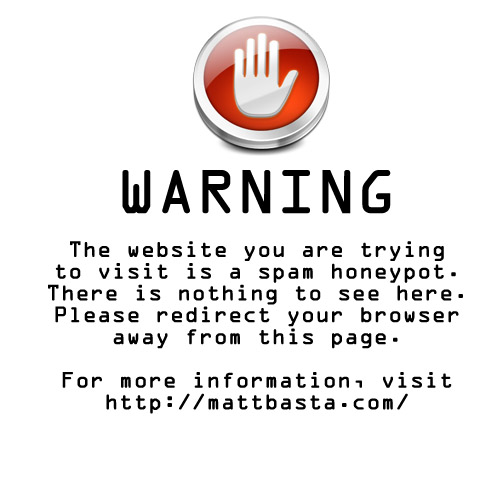 WARNING
The website you are trying
to visit is a spam honeypot.
There is nothing to see here.
Please redirect your browser
away from this page.
For more information, visit
http://mattbasta.com/